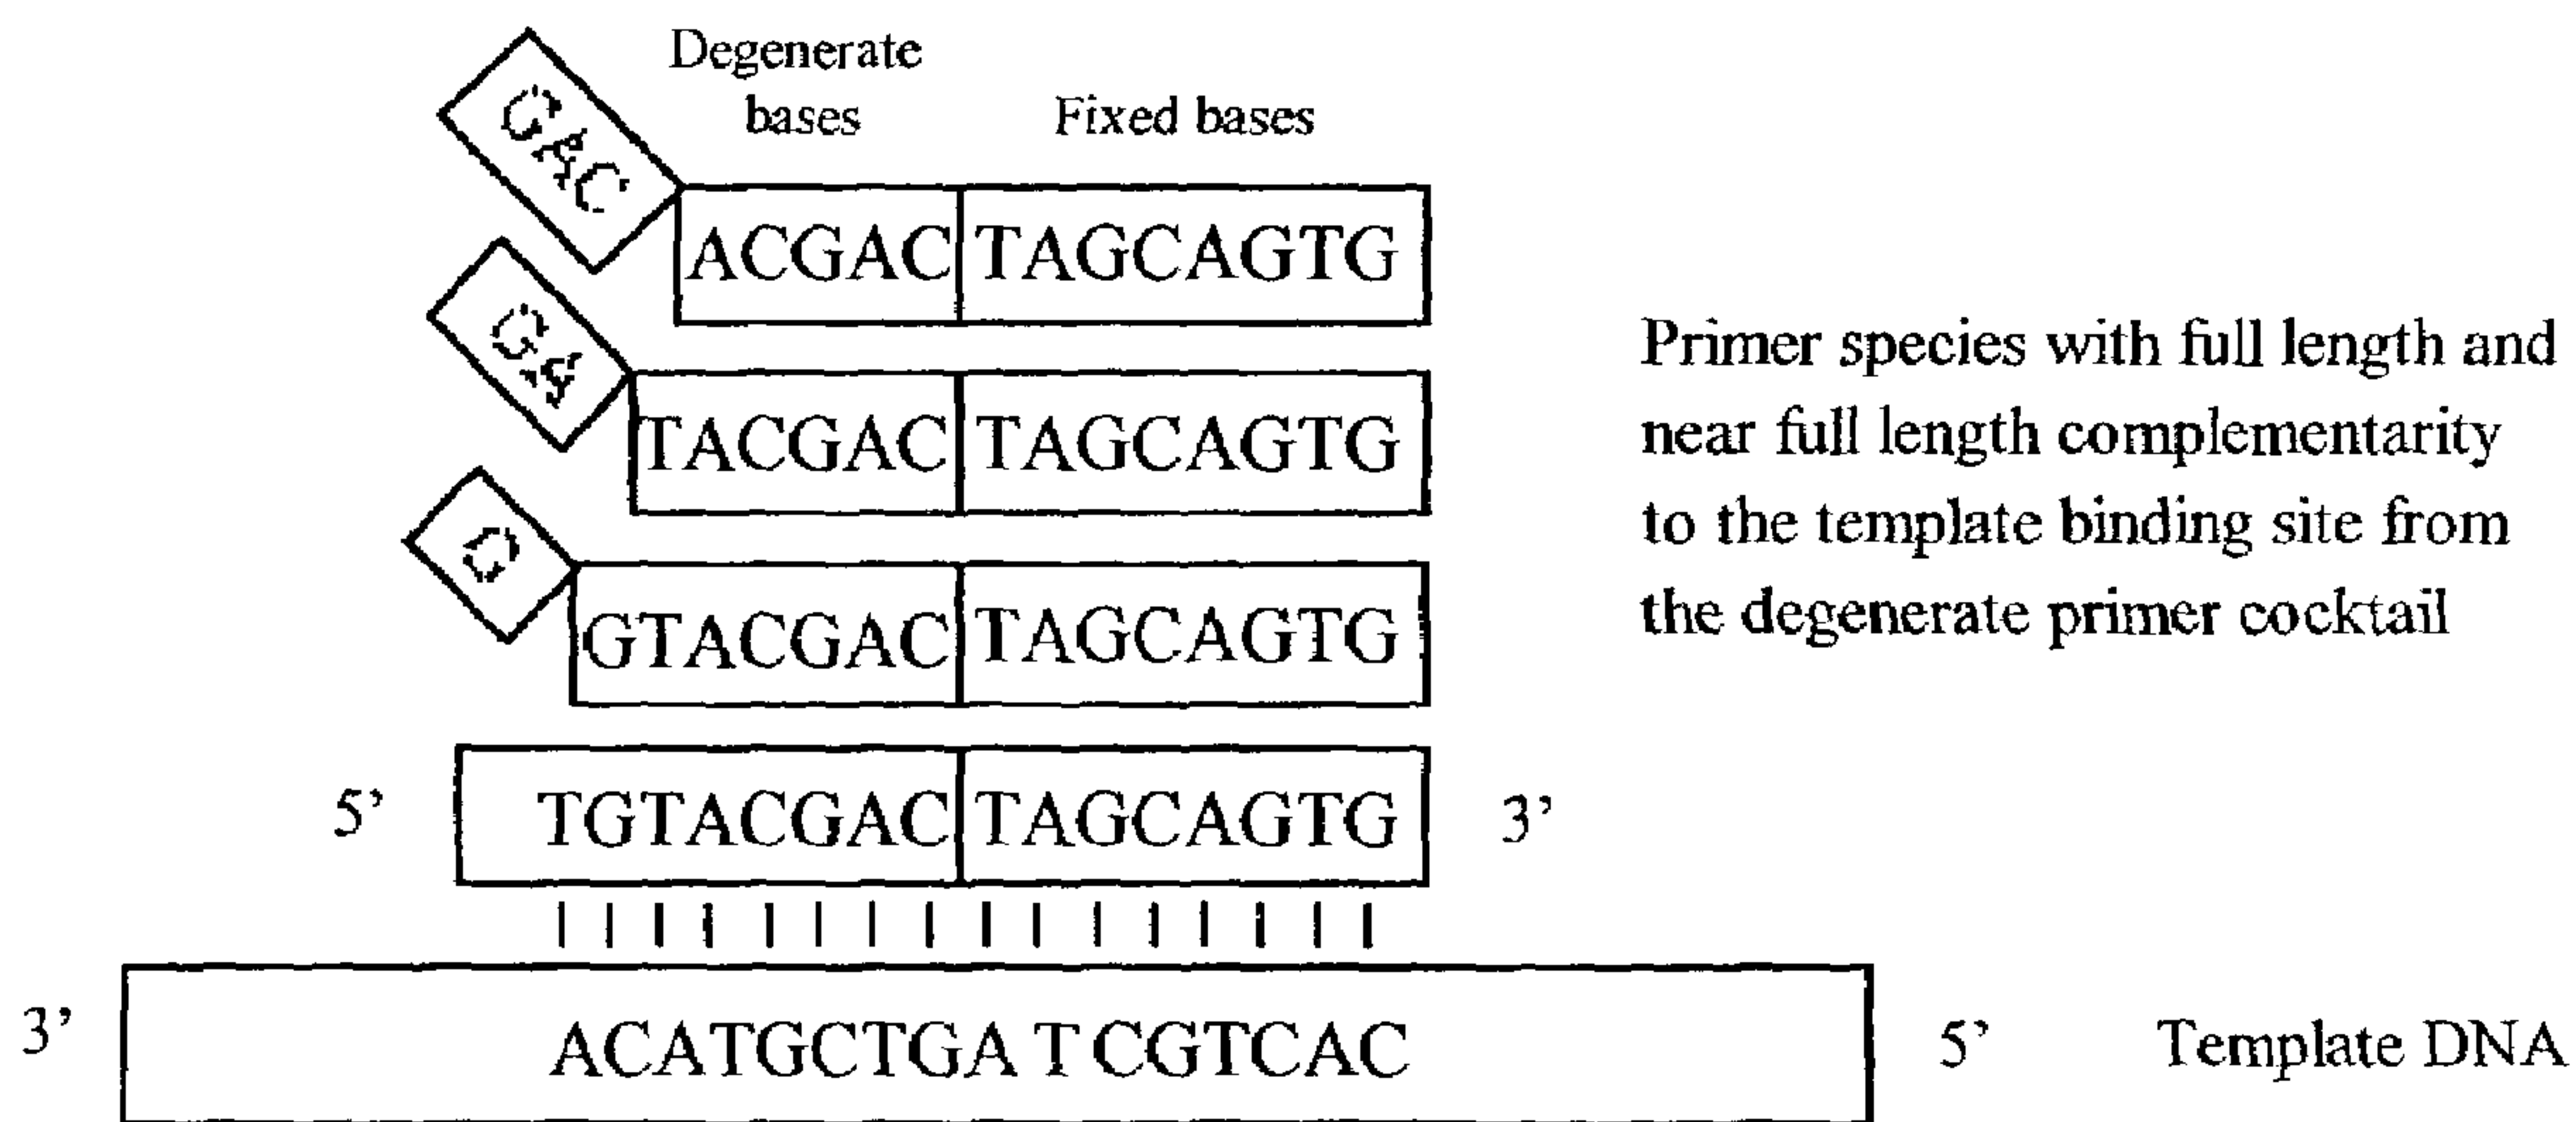 Degenerate
bases
Fixed bases
GAC
ACGAC TAGCAGTG
GA
TACGAC TAGCAGTG
G
GTACGAC TAGCAGTG
Primer species with full length and
near full length complementarity
to the template binding site from
the degenerate primer cocktail
5' TGTACGAC TAGCAGTG 3'
3' ACATGCTGA T CGTCAC 5' Template DNA